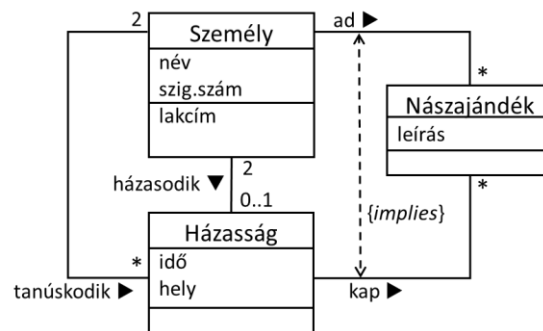 2
Személy
név
szig.szám
lakcím
ad ▶
*
Nászajándék
leírás
*
2
házasodik ▼
0..1
{implies}
Házasság
idő
hely
*
tanúskodik ▶
kap ▶